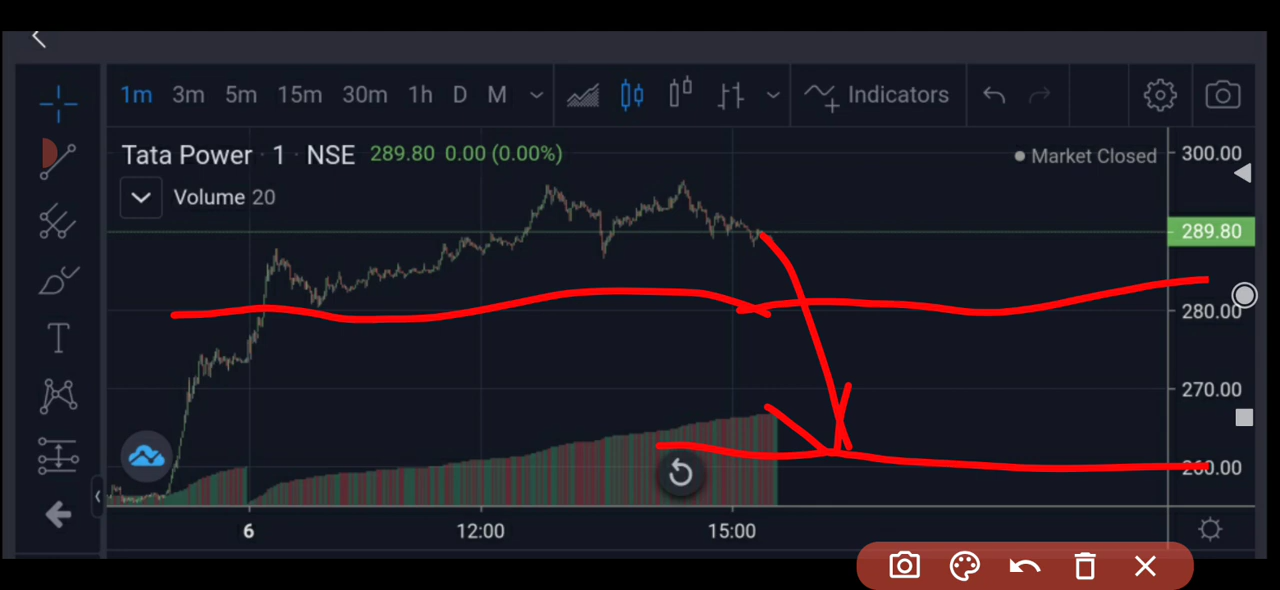 1m 3m 5m 15m 30m 1h D M Indicators
Tata Power · 1 · NSE 289.80 0.00 (0.00%)
Market Closed
300.00
Volume 20
289.80
280.00
270.00
260.00
6 12:00 15:00
T